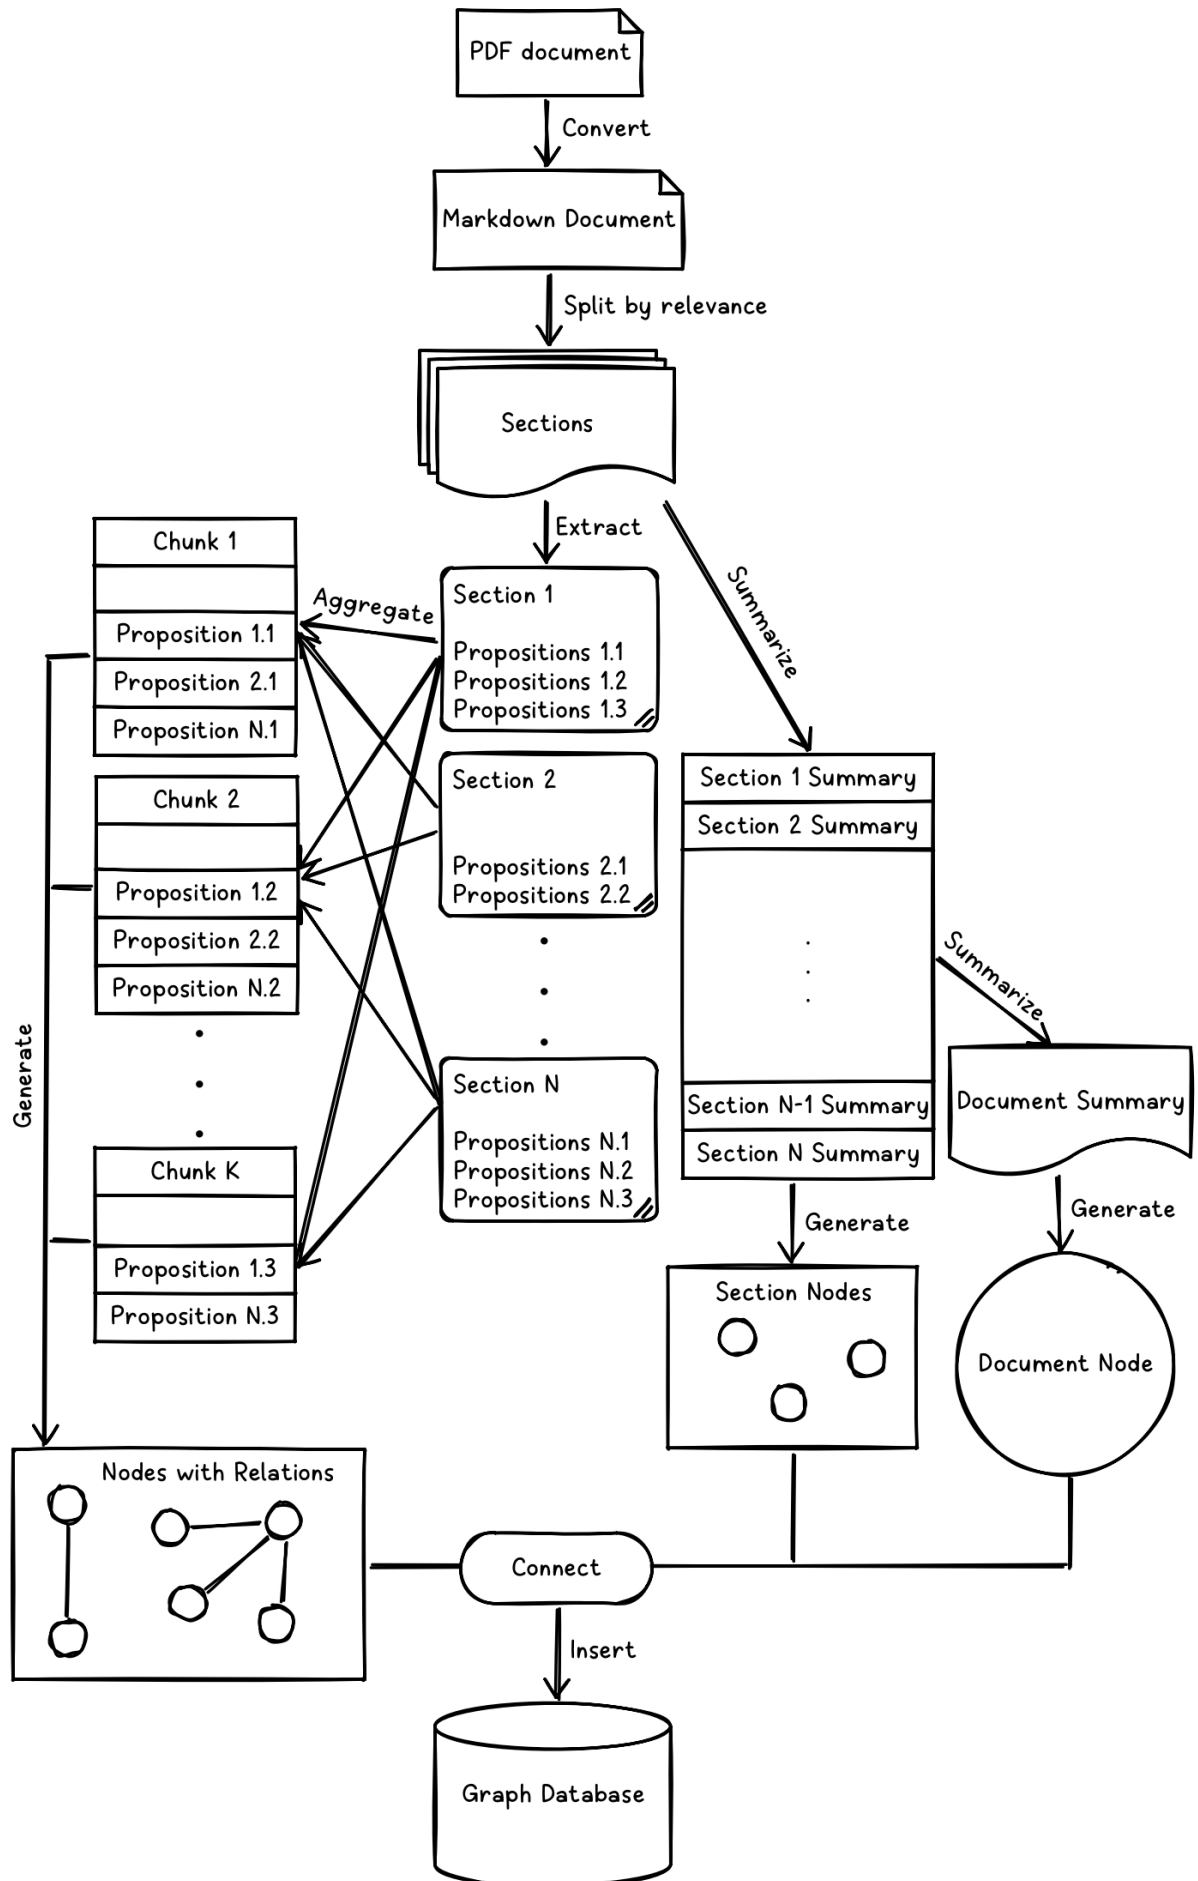 PDF document
Convert
Markdown Document
Split by relevance
Sections
Extract
Summarize
Chunk 1
Proposition 1.1
Proposition 2.1
Proposition N.1
Aggregate
Section 1
Propositions 1.1
Propositions 1.2
Propositions 1.3
Chunk 2
Proposition 1.2
Proposition 2.2
Proposition N.2
Section 2
Propositions 2.1
Propositions 2.2
Section 1 Summary
Section 2 Summary
Section N-1 Summary
Section N Summary
Summarize
Document Summary
Generate
Chunk K
Proposition 1.3
Proposition N.3
Section N
Propositions N.1
Propositions N.2
Propositions N.3
Generate
Generate
Section Nodes
Document Node
Nodes with Relations
Connect
Insert
Graph Database